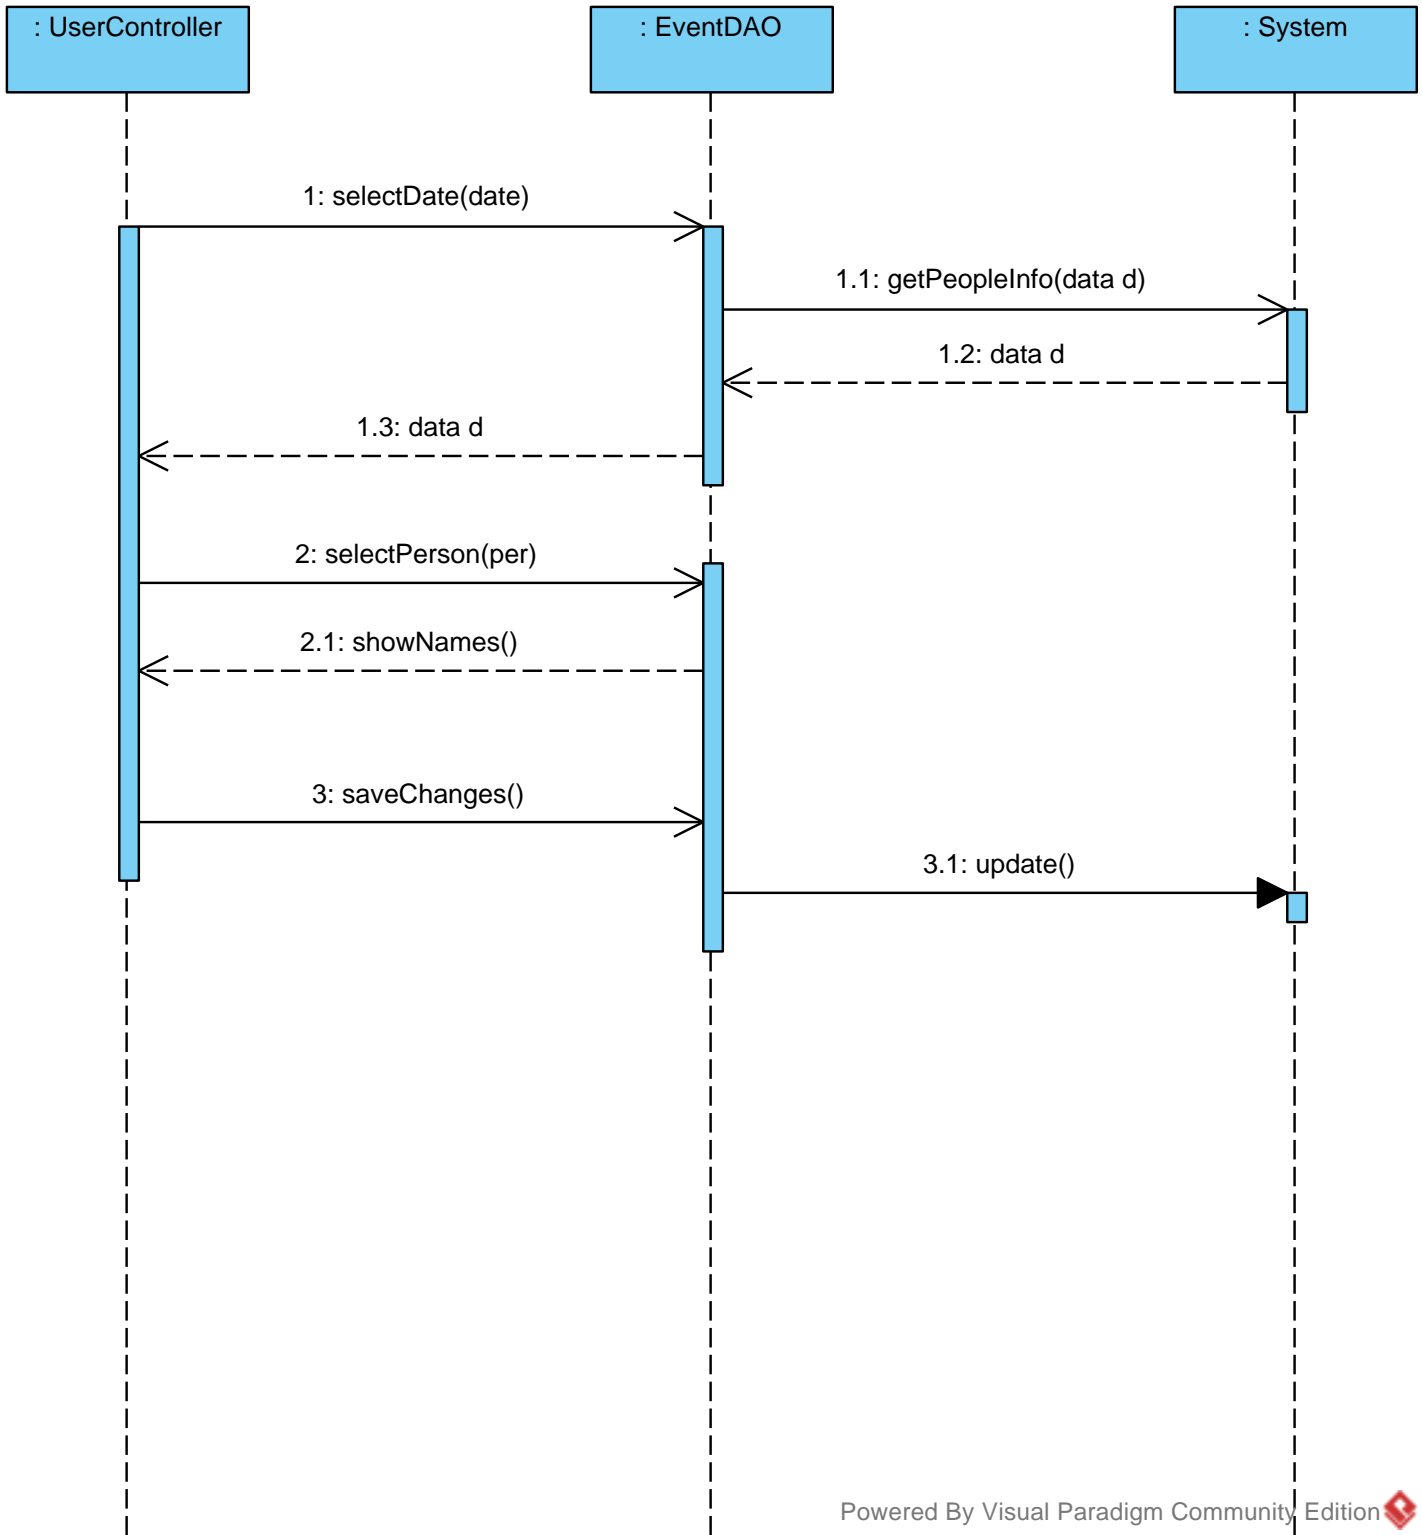 : UserController
: EventDAO
: System
1: selectDate(date)
1.1: getPeopleInfo(data d)
1.2: data d
1.3: data d
2: selectPerson(per)
2.1: showNames()
3: saveChanges()
3.1: update()
Powered By Visual Paradigm Community Edition